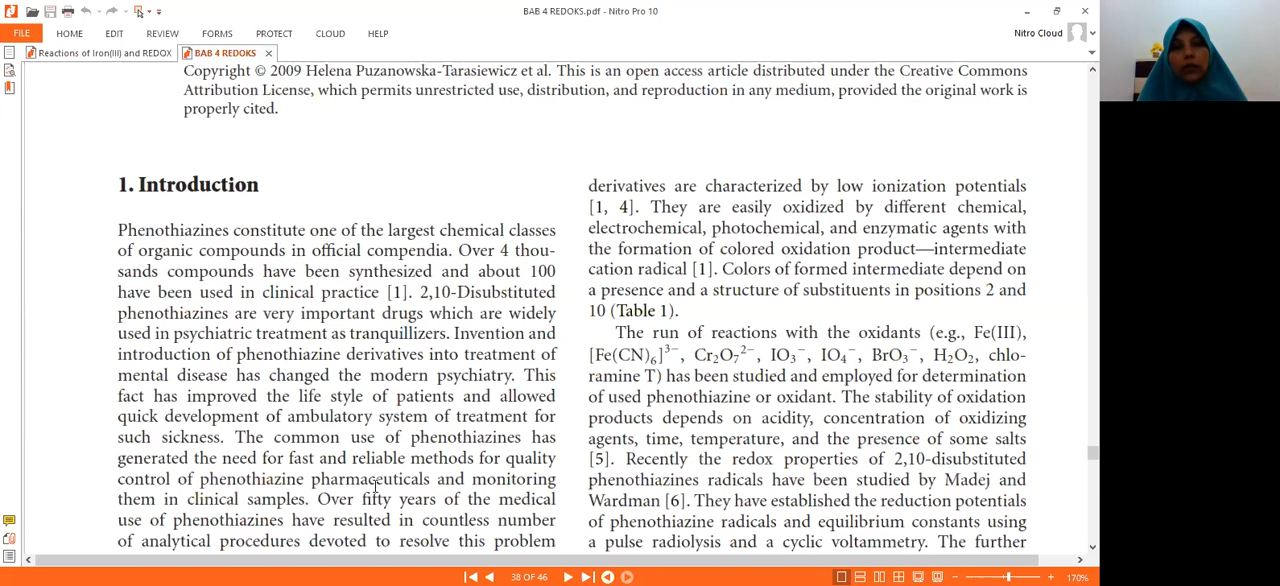 BAB 4 REDOKS.pdf - Nitro Pro 10
FILE HOME EDIT REVIEW FORMS PROTECT CLOUD HELP
Nitro Cloud
Reactions of Iron(III) and REDOX
BAB 4 REDOKS
Copyright © 2009 Helena Puzanowska-Tarasiewicz et al. This is an open access article distributed under the Creative Commons
Attribution License, which permits unrestricted use, distribution, and reproduction in any medium, provided the original work is
properly cited.
1. Introduction
Phenothiazines constitute one of the largest chemical classes
of organic compounds in official compendia. Over 4 thou-
sands compounds have been synthesized and about 100
have been used in clinical practice [1]. 2,10-Disubstituted
phenothiazines are very important drugs which are widely
used in psychiatric treatment as tranquillizers. Invention and
introduction of phenothiazine derivatives into treatment of
mental disease has changed the modern psychiatry. This
fact has improved the life style of patients and allowed
quick development of ambulatory system of treatment for
such sickness. The common use of phenothiazines has
generated the need for fast and reliable methods for quality
control of phenothiazine pharmaceuticals and monitoring
them in clinical samples. Over fifty years of the medical
use of phenothiazines have resulted in countless number
of analytical procedures devoted to resolve this problem
derivatives are characterized by low ionization potentials
[1, 4]. They are easily oxidized by different chemical,
electrochemical, photochemical, and enzymatic agents with
the formation of colored oxidation product—intermediate
cation radical [1]. Colors of formed intermediate depend on
a presence and a structure of substituents in positions 2 and
10 (Table 1).
The run of reactions with the oxidants (e.g., Fe(III),
[Fe(CN)₆]³⁻, Cr₂O₇²⁻, IO₃⁻, IO₄⁻, BrO₃⁻, H₂O₂, chlo-
ramine T) has been studied and employed for determination
of used phenothiazine or oxidant. The stability of oxidation
products depends on acidity, concentration of oxidizing
agents, time, temperature, and the presence of some salts
[5]. Recently the redox properties of 2,10-disubstituted
phenothiazines radicals have been studied by Madej and
Wardman [6]. They have established the reduction potentials
of phenothiazine radicals and equilibrium constants using
a pulse radiolysis and a cyclic voltammetry. The further
38 OF 46
170%